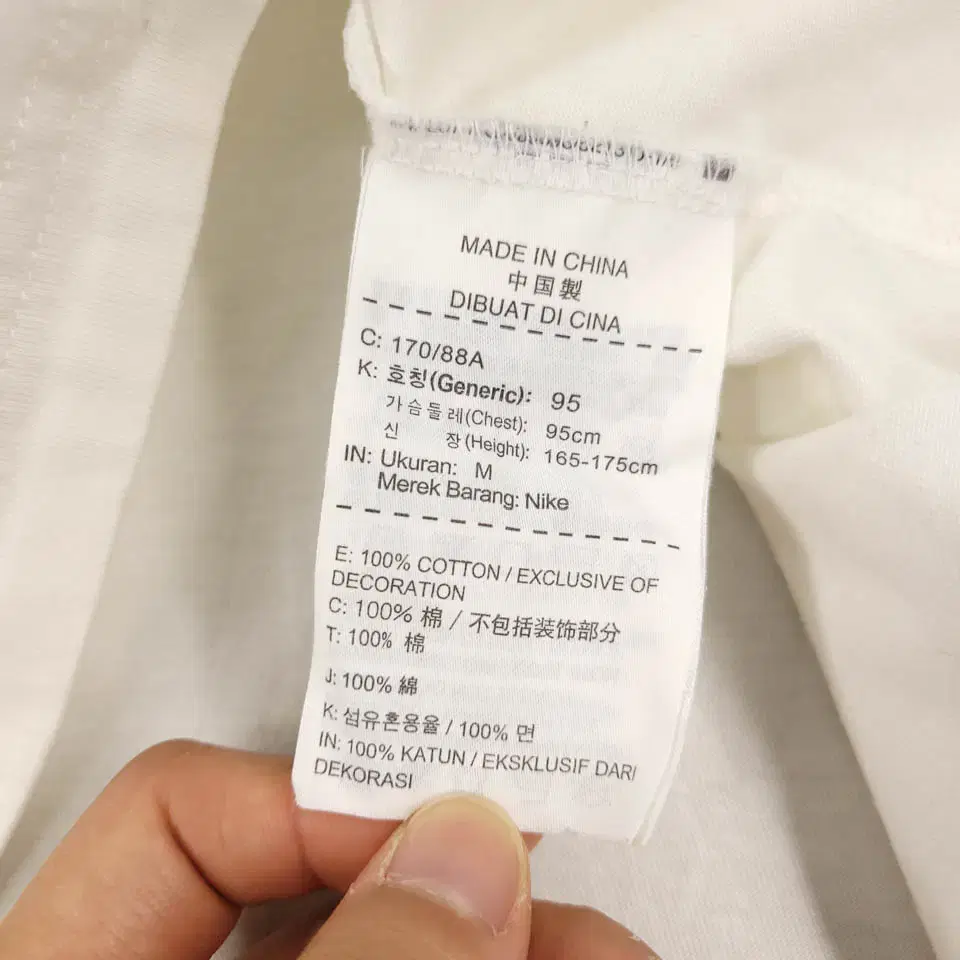 MADE IN CHINA
中国製
DIBUAT DI CINA
C: 170/88A
K: 호칭(Generic): 95
가슴둘레(Chest): 95cm
신 장(Height): 165-175cm
IN: Ukuran: M
Merek Barang: Nike
E: 100% COTTON / EXCLUSIVE OF
DECORATION
C: 100% 棉 / 不包括装饰部分
T: 100% 棉
J: 100% 綿
K: 섬유혼용율 / 100% 면
IN: 100% KATUN / EKSKLUSIF DARI
DEKORASI